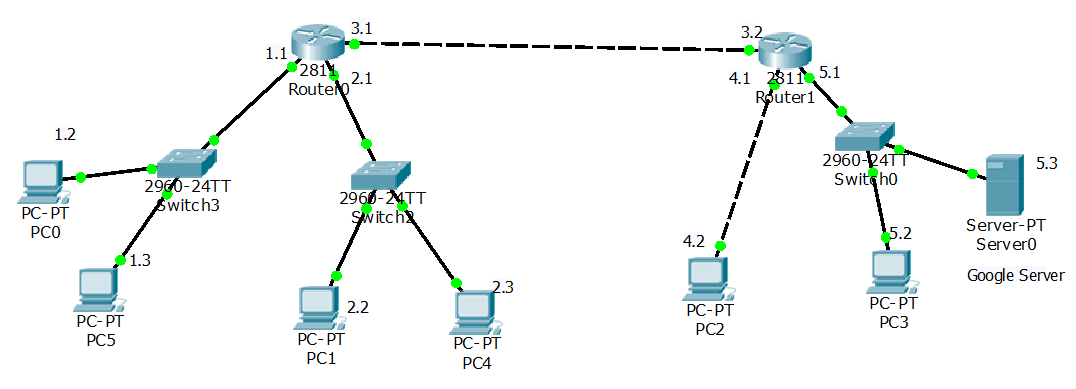 3.1
3.2
1.1
2811
Router0
2.1
4.1
2811
Router1
5.1
1.2
2960-24TT
Switch3
2960-24TT
Switch2
2960-24TT
Switch0
5.3
PC-PT
PC0
Server-PT
Server0
Google Server
1.3
PC-PT
PC5
2.2
PC-PT
PC1
2.3
PC-PT
PC4
4.2
PC-PT
PC2
5.2
PC-PT
PC3